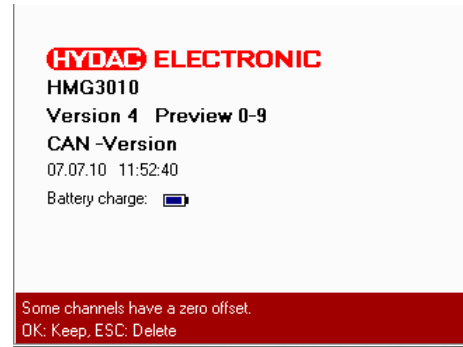 HYDAC ELECTRONIC
HMG3010
Version 4 Preview 0-9
CAN -Version
07.07.10 11:52:40
Battery charge:
Some channels have a zero offset.
OK: Keep, ESC: Delete